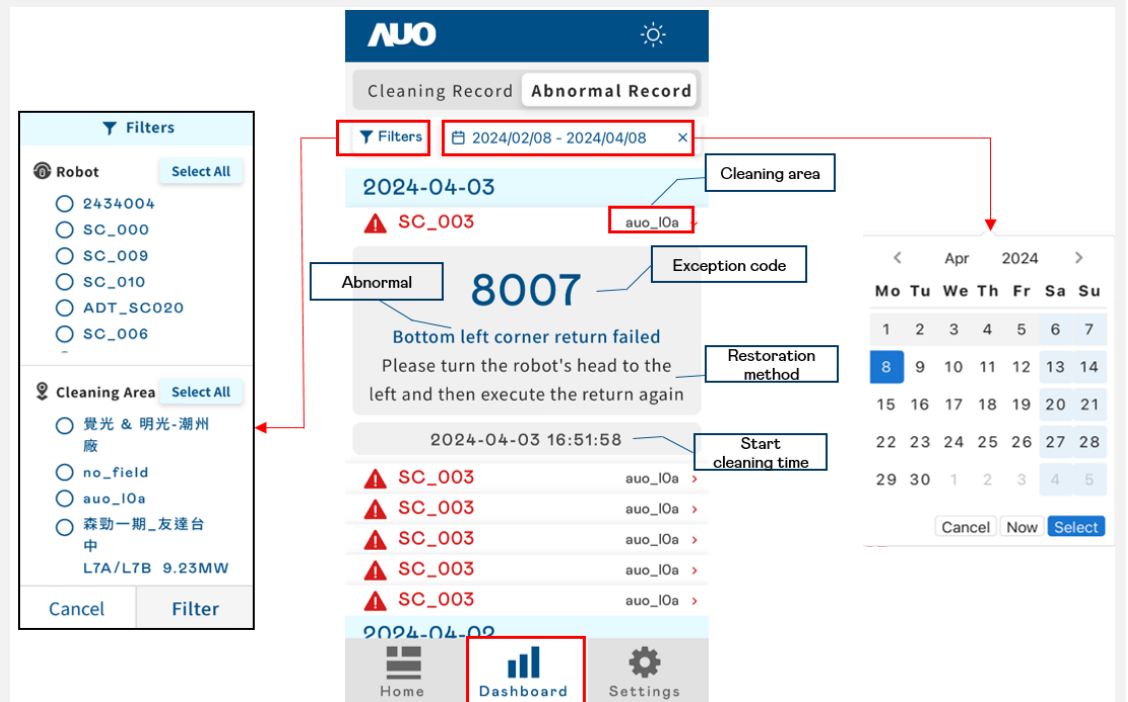 AUO
Cleaning Record
Abnormal Record
Filters
2024/02/08 - 2024/04/08 ×
2024-04-03
SC_003
auo_l0a
8007
Bottom left corner return failed
Please turn the robot's head to the
left and then execute the return again
2024-04-03 16:51:58
SC_003
auo_l0a >
SC_003
auo_l0a >
SC_003
auo_l0a >
SC_003
auo_l0a >
SC_003
auo_l0a >
2024-04-02
Home
Dashboard
Settings
Filters
Robot
Select All
2434004
SC_000
SC_009
SC_010
ADT_SC020
SC_006
Cleaning Area
Select All
覺光 & 明光-潮州
廠
no_field
auo_l0a
森勁一期_友達台
中
L7A/L7B 9.23MW
Cancel
Filter
Cleaning area
Exception code
Abnormal
Restoration
method
Start
cleaning time
< Apr 2024 >
Mo Tu We Th Fr Sa Su
1 2 3 4 5 6 7
8 9 10 11 12 13 14
15 16 17 18 19 20 21
22 23 24 25 26 27 28
29 30 1 2 3 4 5
Cancel
Now
Select